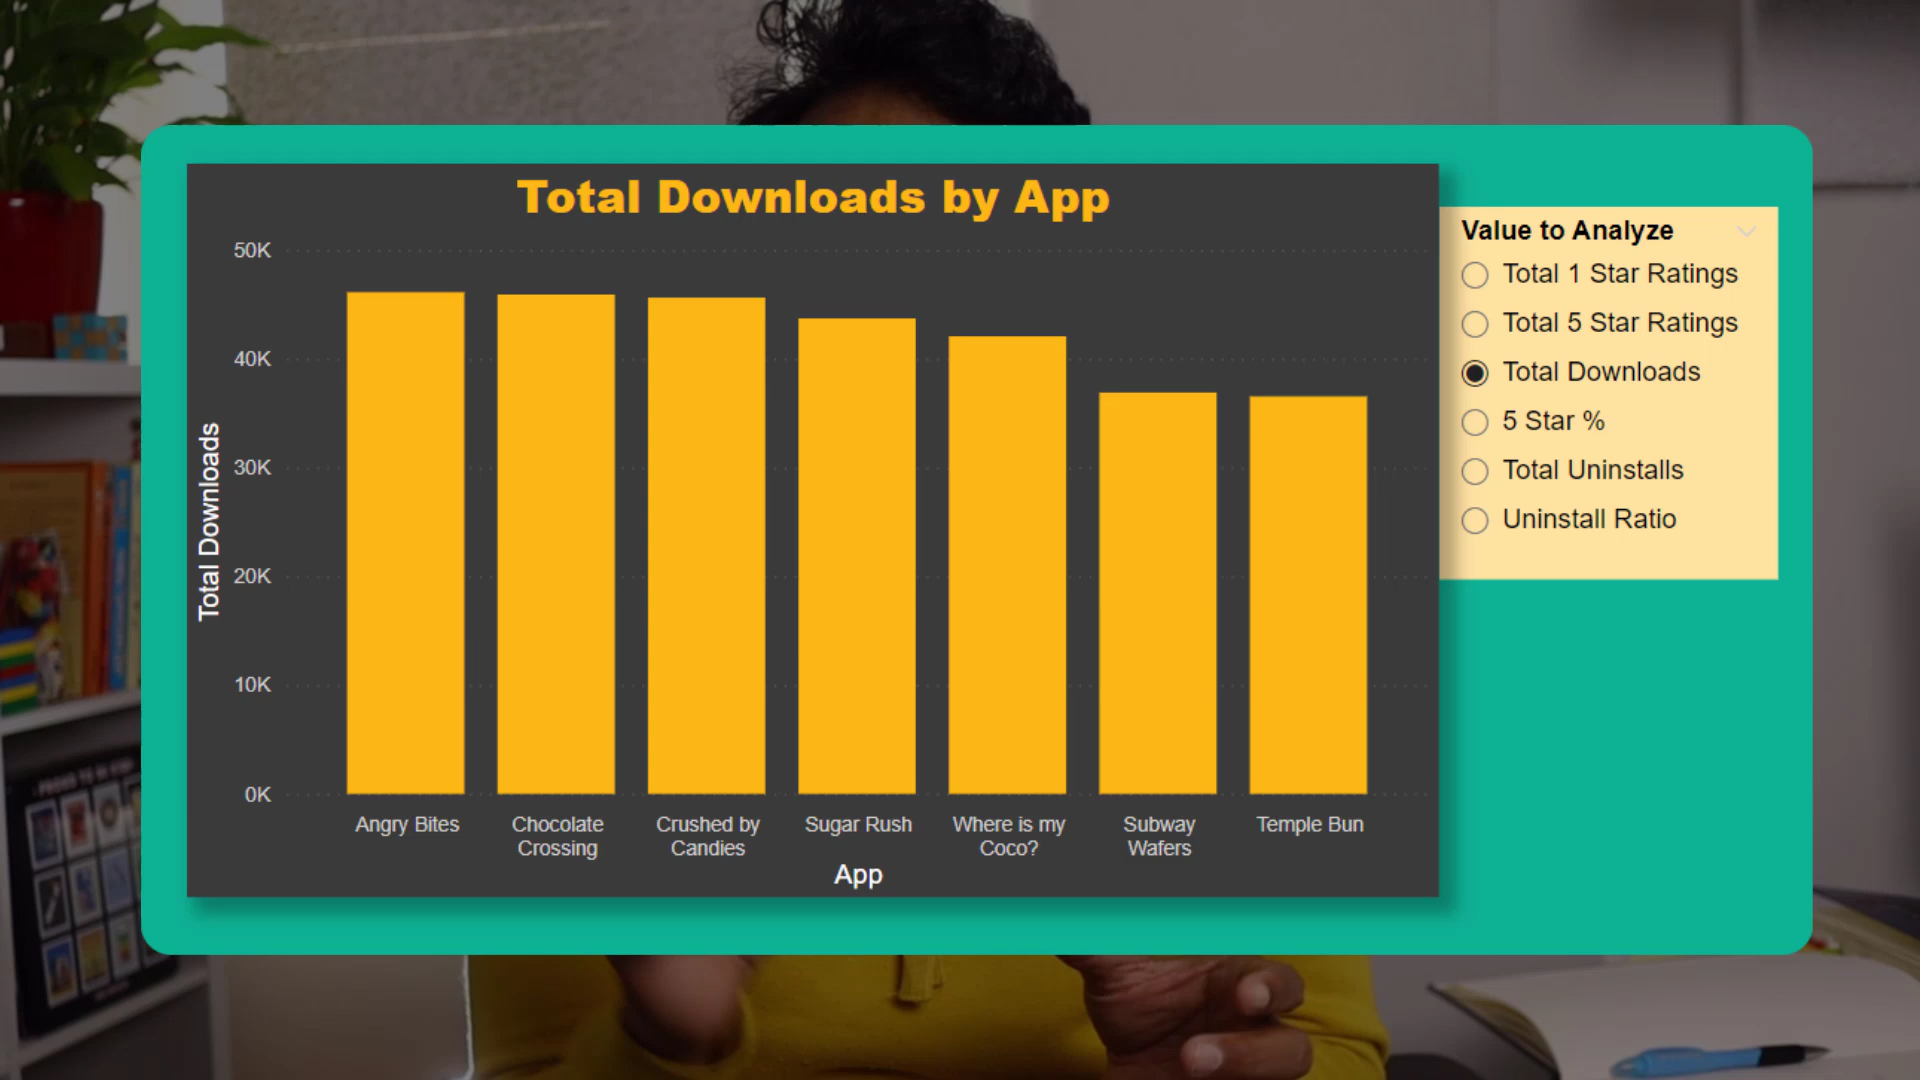 Total Downloads by App
50K
40K
30K
20K
10K
0K
Total Downloads
Angry Bites
Chocolate
Crossing
Crushed by
Candies
Sugar Rush
Where is my
Coco?
Subway
Wafers
Temple Bun
App
Value to Analyze
Total 1 Star Ratings
Total 5 Star Ratings
Total Downloads
5 Star %
Total Uninstalls
Uninstall Ratio